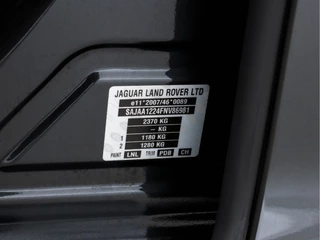 JAGUAR LAND ROVER LTD
e11*2007/46*0089
SAJAA1224FNV86981
2370 KG
- KG
1 1180 KG
2 1280 KG
PAINT LNL TRIM PDB CH